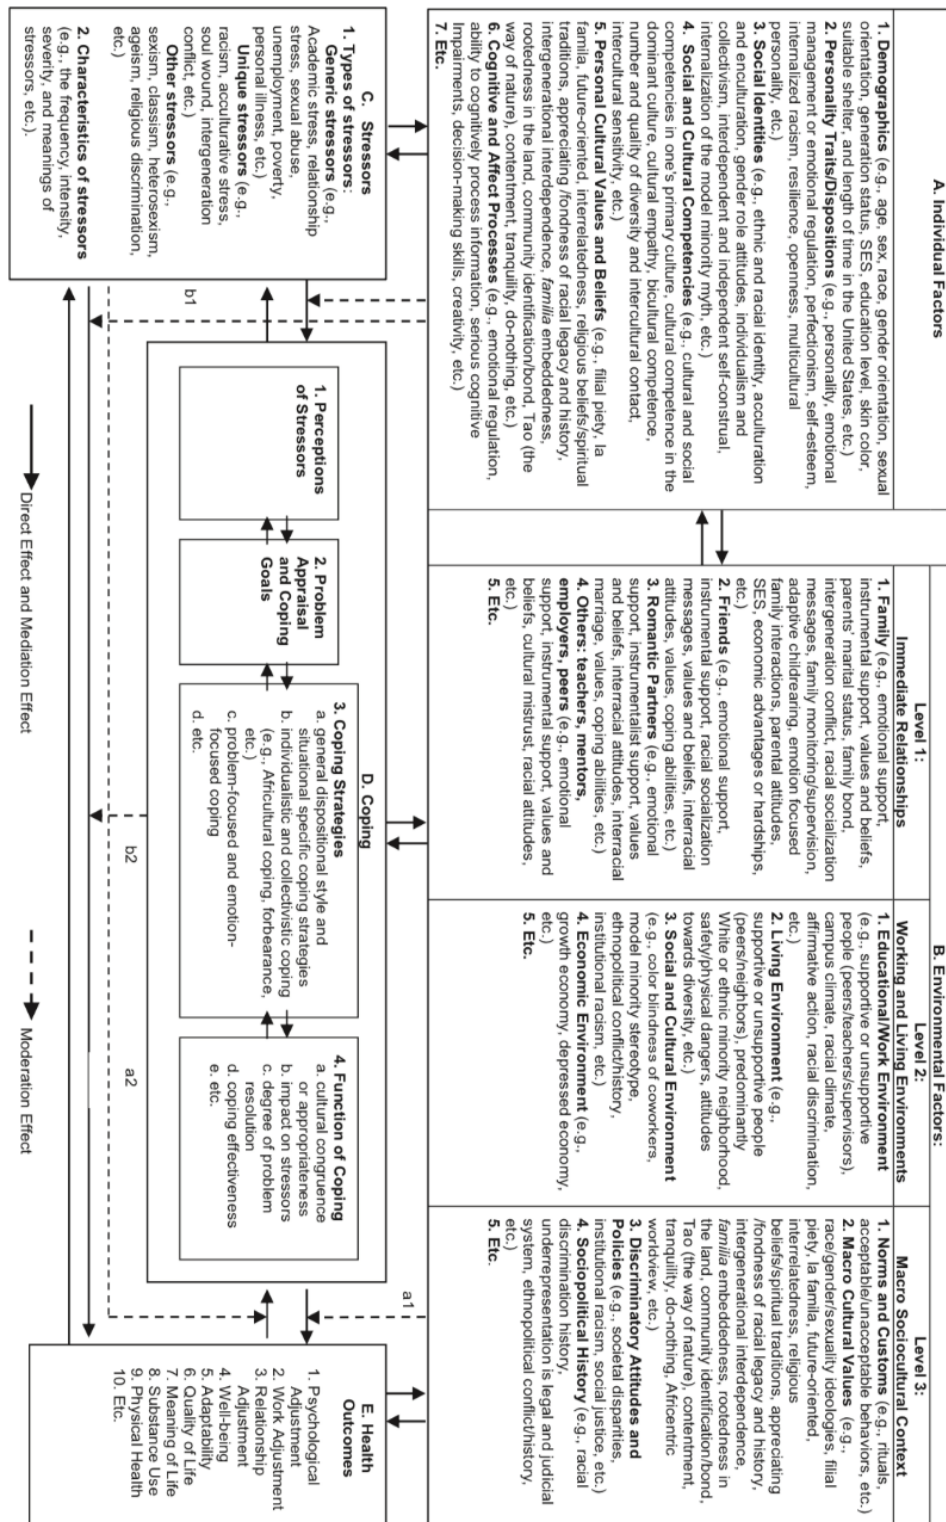 A. Individual Factors
1. Demographics (e.g., age, sex, race, gender orientation, sexual
orientation, generation status, SES, education level, skin color,
suitable shelter, and length of time in the United States, etc.)
2. Personality Traits/Dispositions (e.g., personality, emotional
management or emotional regulation, perfectionism, self-esteem,
internalized racism, resilience, openness, multicultural
personality, etc.)
3. Social Identities (e.g., ethnic and racial identity, acculturation
and enculturation, gender role attitudes, individualism and
collectivism, interdependent and independent self-construal,
internalization of the model minority myth, etc.)
4. Social and Cultural Competencies (e.g., cultural and social
competencies in one's primary culture, cultural competence in the
dominant culture, cultural empathy, bicultural competence,
number and quality of diversity and intercultural contact,
intercultural sensitivity, etc.)
5. Personal Cultural Values and Beliefs (e.g., filial piety, la
familia, future-oriented, interrelatedness, religious beliefs/spiritual
traditions, appreciating /fondness of racial legacy and history,
intergenerational interdependence, familia embeddedness,
rootedness in the land, community identification/bond, Tao (the
way of nature), contentment, tranquility, do-nothing, etc.)
6. Cognitive and Affect Processes (e.g., emotional regulation,
ability to cognitively process information, serious cognitive
Impairments, decision-making skills, creativity, etc.)
7. Etc.
B. Environmental Factors:
Level 1:
Immediate Relationships
1. Family (e.g., emotional support,
instrumental support, values and beliefs,
parents' marital status, family bond,
intergeneration conflict, racial socialization
messages, family monitoring/supervision,
adaptive childrearing, emotion focused
family interactions, parental attitudes,
SES, economic advantages or hardships,
etc.)
2. Friends (e.g., emotional support,
instrumental support, racial socialization
messages, values and beliefs, interracial
attitudes, values, coping abilities, etc.)
3. Romantic Partners (e.g., emotional
support, instrumentalist support, values
and beliefs, interracial attitudes, interracial
marriage, values, coping abilities, etc.)
4. Others: teachers, mentors,
employers, peers (e.g., emotional
support, instrumental support, values and
beliefs, cultural mistrust, racial attitudes,
etc.)
5. Etc.
Level 2:
Working and Living Environments
1. Educational/Work Environment
(e.g., supportive or unsupportive
people (peers/teachers/supervisors),
campus climate, racial climate,
affirmative action, racial discrimination,
etc.)
2. Living Environment (e.g.,
supportive or unsupportive people
(peers/neighbors), predominantly
White or ethnic minority neighborhood,
safety/physical dangers, attitudes
towards diversity, etc.)
3. Social and Cultural Environment
(e.g., color blindness of coworkers,
model minority stereotype,
ethnopolitical conflict/history,
institutional racism, etc.)
4. Economic Environment (e.g.,
growth economy, depressed economy,
etc.)
5. Etc.
Level 3:
Macro Sociocultural Context
1. Norms and Customs (e.g., rituals,
acceptable/unacceptable behaviors, etc.)
2. Macro Cultural Values (e.g.,
race/gender/sexuality ideologies, filial
piety, la familia, future-oriented,
interrelatedness, religious
beliefs/spiritual traditions, appreciating
/fondness of racial legacy and history,
intergenerational interdependence,
familia embeddedness, rootedness in
the land, community identification/bond,
Tao (the way of nature), contentment,
tranquility, do-nothing, Africentric
worldview, etc.)
3. Discriminatory Attitudes and
Policies (e.g., societal disparities,
institutional racism, social justice, etc.)
4. Sociopolitical History (e.g., racial
discrimination history,
underrepresentation is legal and judicial
system, ethnopolitical conflict/history,
etc.)
5. Etc.
C. Stressors
1. Types of stressors:
Generic stressors (e.g.,
Academic stress, relationship
stress, sexual abuse,
unemployment, poverty,
personal illness, etc.)
Unique stressors (e.g.,
racism, acculturative stress,
soul wound, intergeneration
conflict, etc.)
Other stressors (e.g.,
sexism, classism, heterosexism,
ageism, religious discrimination,
etc.)
2. Characteristics of stressors
(e.g., the frequency, intensity,
severity, and meanings of
stressors, etc.).
D. Coping
1. Perceptions
of Stressors
2. Problem
Appraisal
and Coping
Goals
3. Coping Strategies
a. general dispositional style and
situational specific coping strategies
b. individualistic and collectivistic coping
(e.g., Africultural coping, forbearance,
etc.)
c. problem-focused and emotion-
focused coping
d. etc.
4. Function of Coping
a. cultural congruence
or appropriateness
b. impact on stressors
c. degree of problem
resolution
d. coping effectiveness
e. etc.
E. Health
Outcomes
1. Psychological
Adjustment
2. Work Adjustment
3. Relationship
Adjustment
4. Well-being
5. Adaptability
6. Quality of Life
7. Meaning of Life
8. Substance Use
9. Physical Health
10. Etc.
a1
b1
b2
a2
Direct Effect and Mediation Effect
Moderation Effect